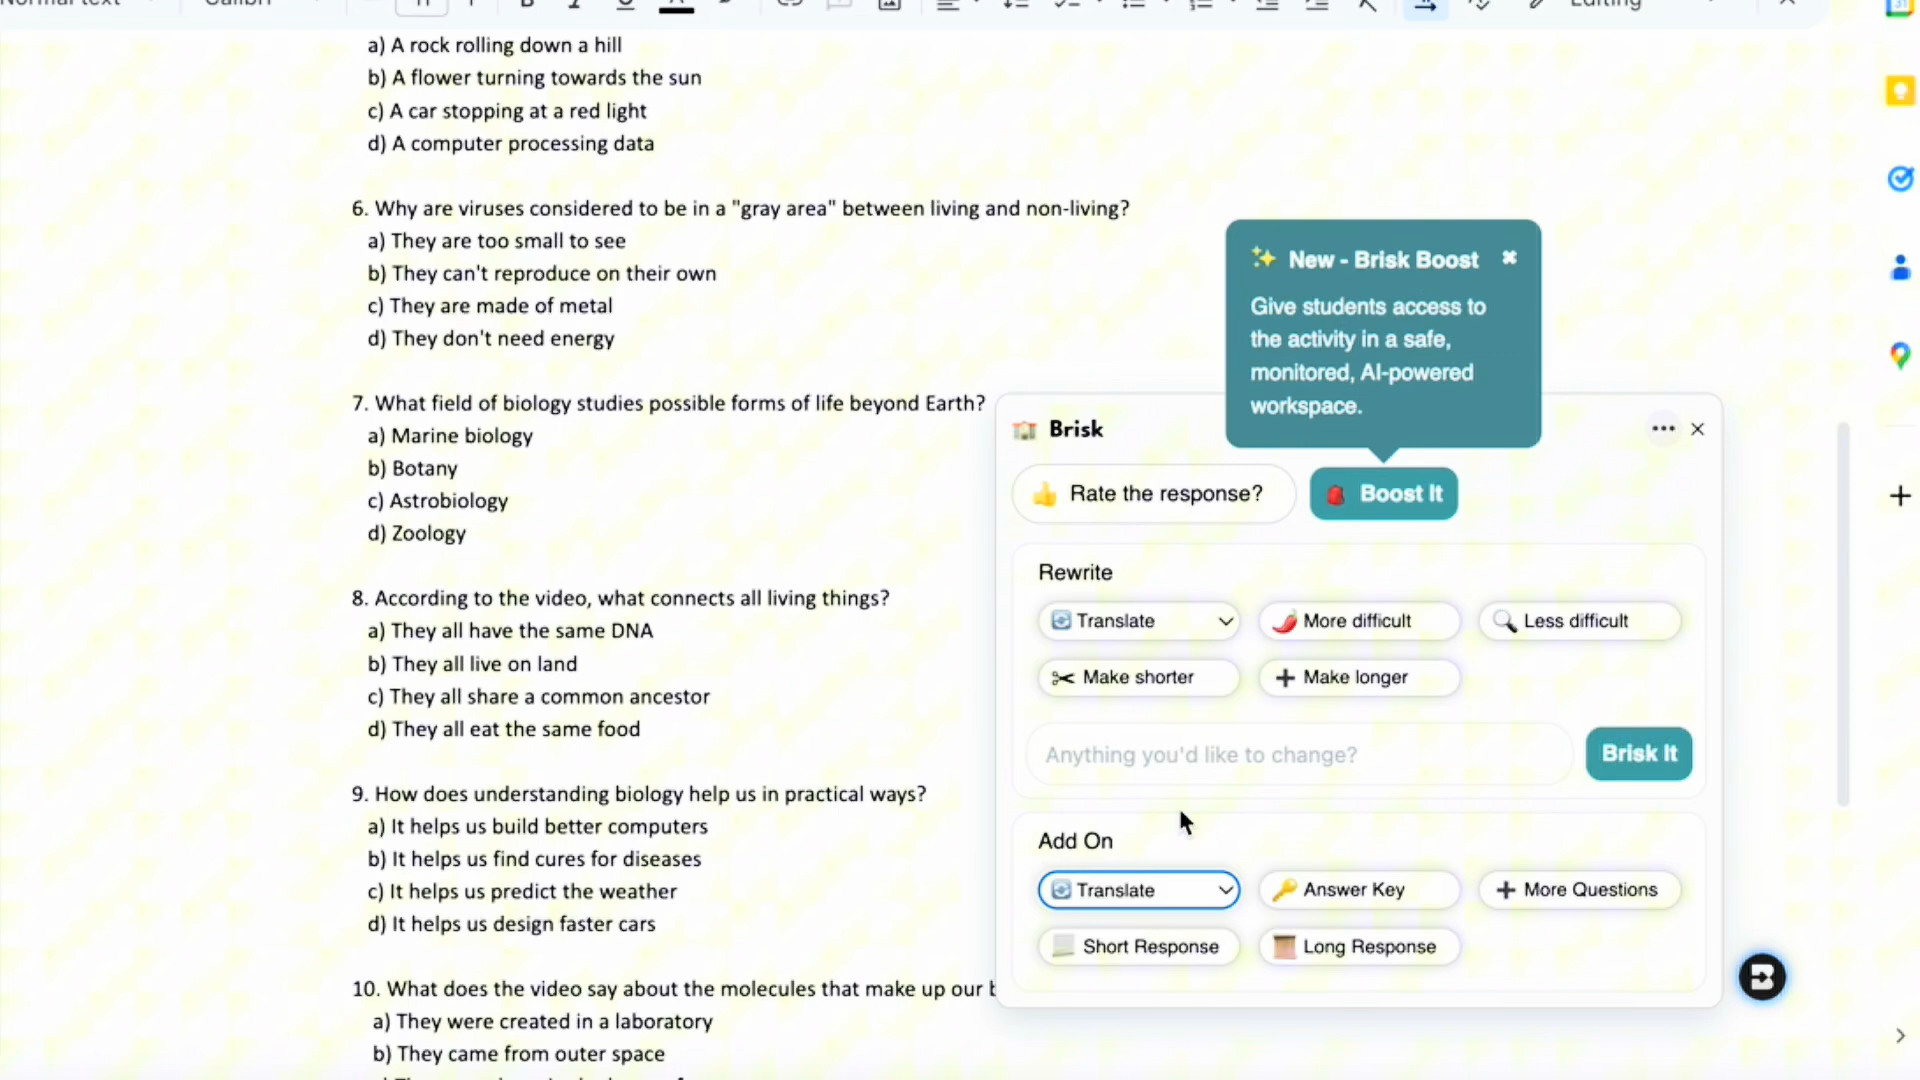 Normal text
Calibri
11
B
Editing
a) A rock rolling down a hill
b) A flower turning towards the sun
c) A car stopping at a red light
d) A computer processing data
6. Why are viruses considered to be in a "gray area" between living and non-living?
a) They are too small to see
b) They can't reproduce on their own
c) They are made of metal
d) They don't need energy
7. What field of biology studies possible forms of life beyond Earth?
a) Marine biology
b) Botany
c) Astrobiology
d) Zoology
8. According to the video, what connects all living things?
a) They all have the same DNA
b) They all live on land
c) They all share a common ancestor
d) They all eat the same food
9. How does understanding biology help us in practical ways?
a) It helps us build better computers
b) It helps us find cures for diseases
c) It helps us predict the weather
d) It helps us design faster cars
10. What does the video say about the molecules that make up our b
a) They were created in a laboratory
b) They came from outer space
New - Brisk Boost
Give students access to
the activity in a safe,
monitored, AI-powered
workspace.
Brisk
Rate the response?
Boost It
Rewrite
Translate
More difficult
Less difficult
Make shorter
Make longer
Anything you'd like to change?
Brisk It
Add On
Translate
Answer Key
More Questions
Short Response
Long Response